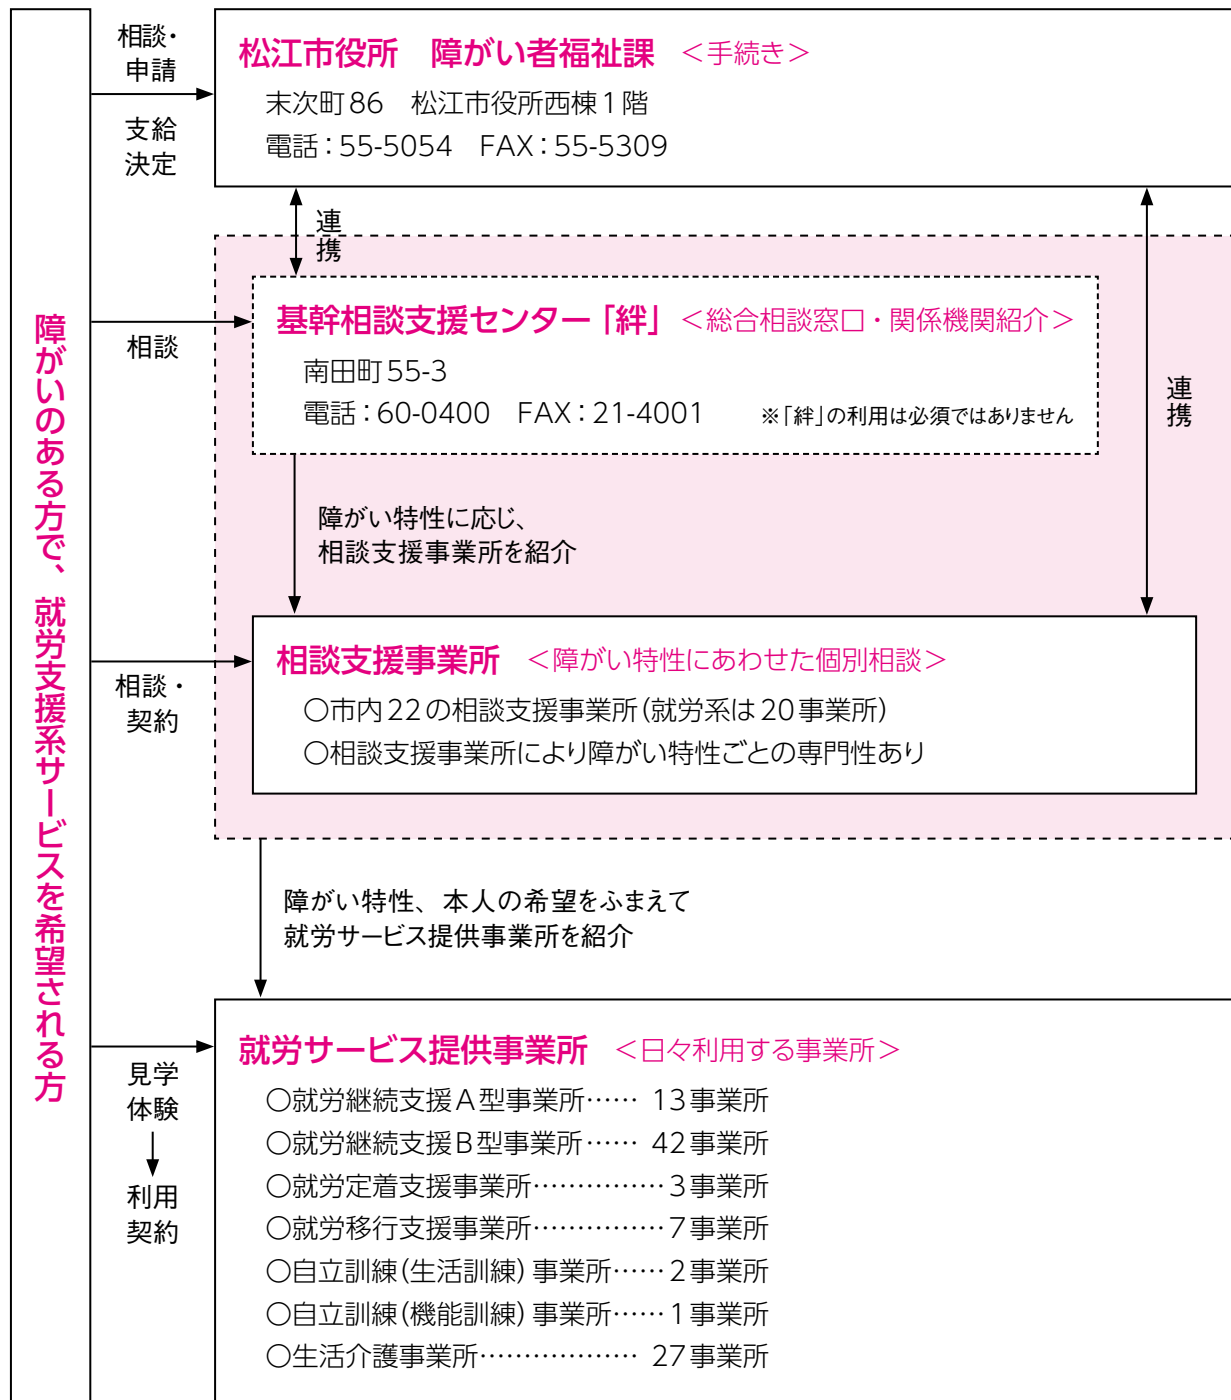 障がいのある方で、就労支援系サービスを希望される方
相談・
申請
支給
決定
松江市役所　障がい者福祉課　＜手続き＞
末次町86　松江市役所西棟1階
電話：55-5054　FAX：55-5309
連
携
相談
基幹相談支援センター「絆」　＜総合相談窓口・関係機関紹介＞
南田町55-3
電話：60-0400　FAX：21-4001　※「絆」の利用は必須ではありません
連
携
障がい特性に応じ、
相談支援事業所を紹介
相談・
契約
相談支援事業所　＜障がい特性にあわせた個別相談＞
○市内22の相談支援事業所（就労系は20事業所）
○相談支援事業所により障がい特性ごとの専門性あり
障がい特性、本人の希望をふまえて
就労サービス提供事業所を紹介
見学
体験
利用
契約
就労サービス提供事業所　＜日々利用する事業所＞
○就労継続支援A型事業所…… 13事業所
○就労継続支援B型事業所…… 42事業所
○就労定着支援事業所……………3事業所
○就労移行支援事業所……………7事業所
○自立訓練（生活訓練）事業所……2事業所
○自立訓練（機能訓練）事業所……1事業所
○生活介護事業所……………… 27事業所